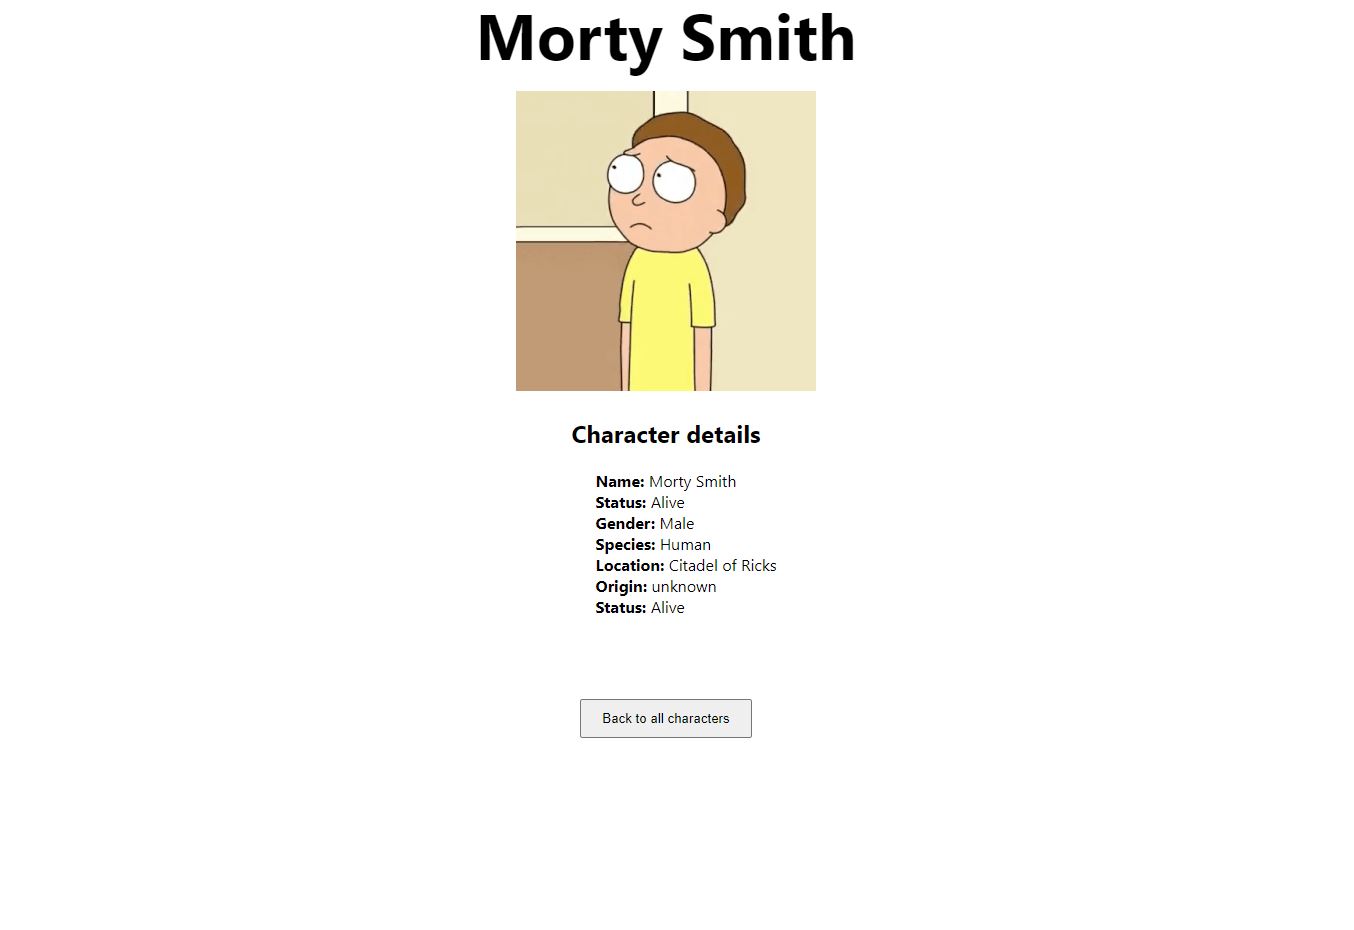 Morty Smith
Character details
Name: Morty Smith
Status: Alive
Gender: Male
Species: Human
Location: Citadel of Ricks
Origin: unknown
Status: Alive
Back to all characters